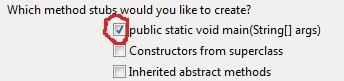 Which method stubs would you like to create?
public static void main(String[] args)
Constructors from superclass
Inherited abstract methods